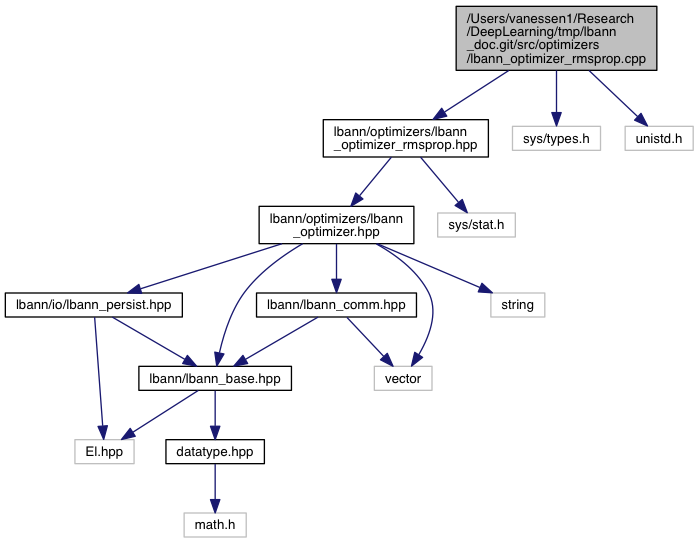 /Users/vanessen1/Research
/DeepLearning/tmp/lbann
_doc.git/src/optimizers
/lbann_optimizer_rmsprop.cpp
lbann/optimizers/lbann
_optimizer_rmsprop.hpp
sys/types.h
unistd.h
lbann/optimizers/lbann
_optimizer.hpp
sys/stat.h
lbann/io/lbann_persist.hpp
lbann/lbann_comm.hpp
string
lbann/lbann_base.hpp
vector
El.hpp
datatype.hpp
math.h